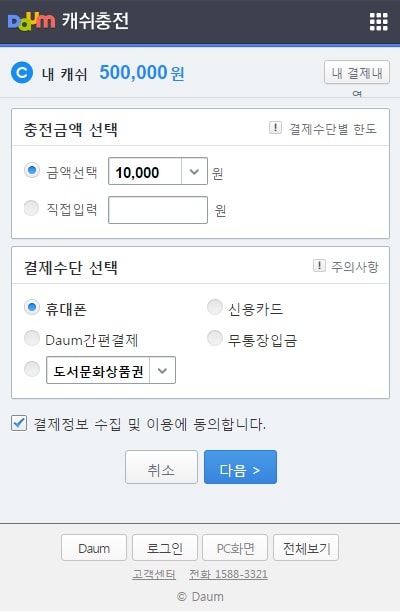 Daum 캐쉬충전
C 내 캐쉬 500,000원 내 결제내
역
충전금액 선택 ! 결제수단별 한도
금액선택 10,000 원
직접입력 원
결제수단 선택 ! 주의사항
휴대폰 신용카드
Daum간편결제 무통장입금
도서문화상품권
결제정보 수집 및 이용에 동의합니다.
취소 다음 >
Daum 로그인 PC화면 전체보기
고객센터 전화 1588-3321
© Daum